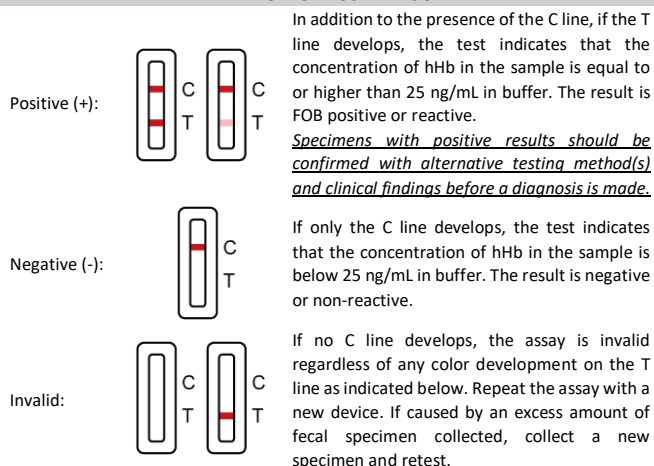 In addition to the presence of the C line, if the T
line develops, the test indicates that the
concentration of hHb in the sample is equal to
or higher than 25 ng/mL in buffer. The result is
FOB positive or reactive.
Specimens with positive results should be
confirmed with alternative testing method(s)
and clinical findings before a diagnosis is made.
Positive (+):
C
T
C
T
If only the C line develops, the test indicates
that the concentration of hHb in the sample is
below 25 ng/mL in buffer. The result is negative
or non-reactive.
Negative (-):
C
T
If no C line develops, the assay is invalid
regardless of any color development on the T
line as indicated below. Repeat the assay with a
new device. If caused by an excess amount of
fecal specimen collected, collect a new
specimen and retest.
Invalid:
C
T
C
T